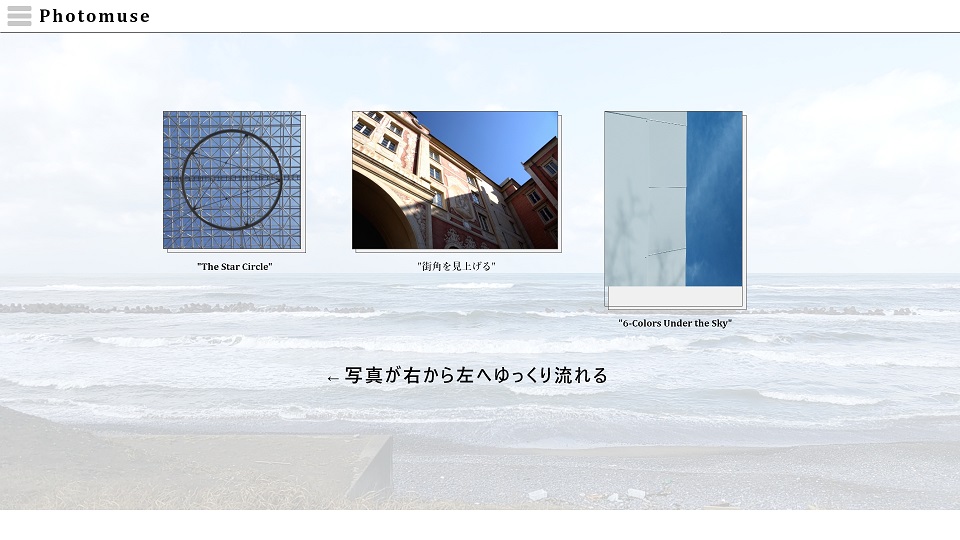 Photomuse
"The Star Circle"
"街角を見上げる"
"6-Colors Under the Sky"
←写真が右から左へゆっくり流れる